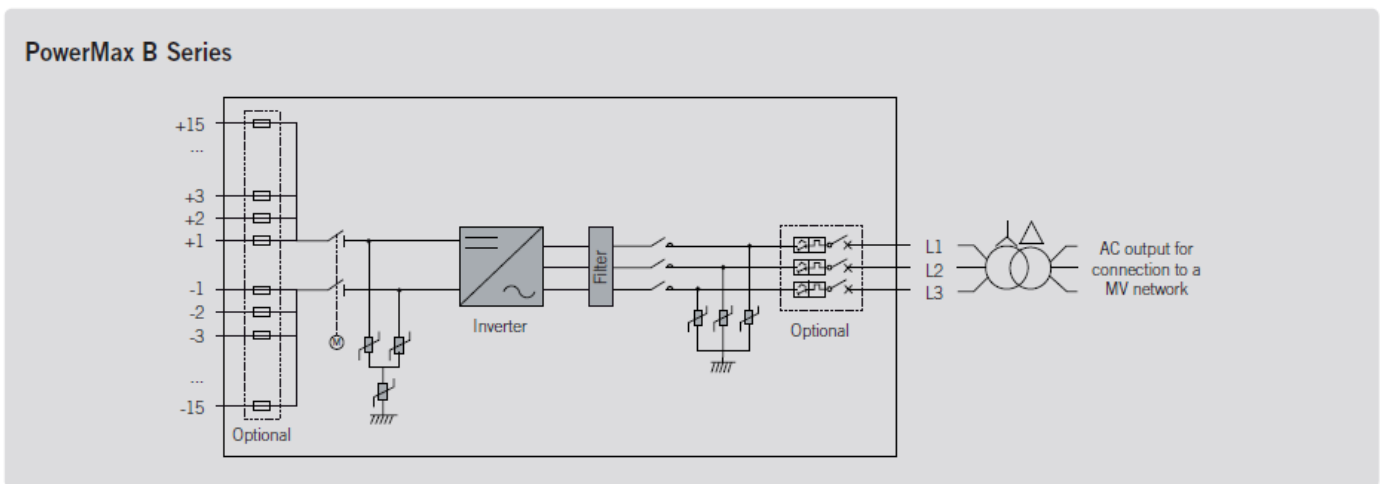 PowerMax B Series
+15
...
+3
+2
+1
-1
-2
-3
...
-15
Optional
M
Inverter
Filter
Optional
L1
L2
L3
AC output for
connection to a
MV network